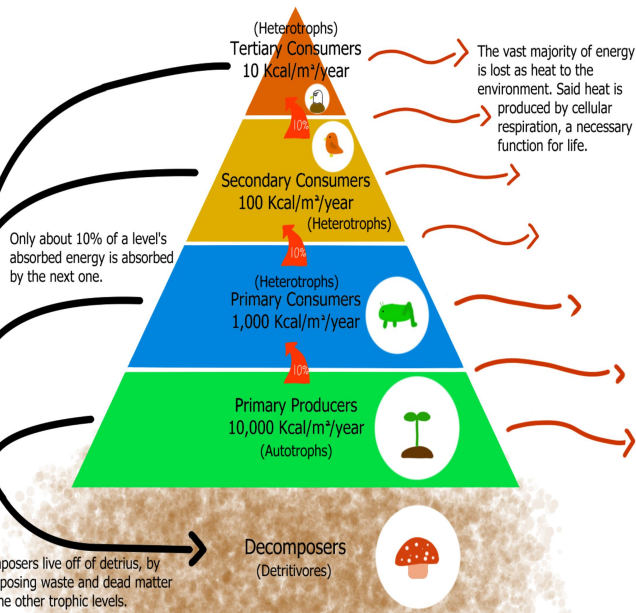 (Heterotrophs)
Tertiary Consumers
10 Kcal/m²/year
10%
The vast majority of energy
is lost as heat to the
environment. Said heat is
produced by cellular
respiration, a necessary
function for life.
Secondary Consumers
100 Kcal/m²/year
(Heterotrophs)
10%
Only about 10% of a level's
absorbed energy is absorbed
by the next one.
(Heterotrophs)
Primary Consumers
1,000 Kcal/m²/year
10%
Primary Producers
10,000 Kcal/m²/year
(Autotrophs)
Decomposers
(Detritivores)
mposers live off of detrius, by
posing waste and dead matter
he other trophic levels.